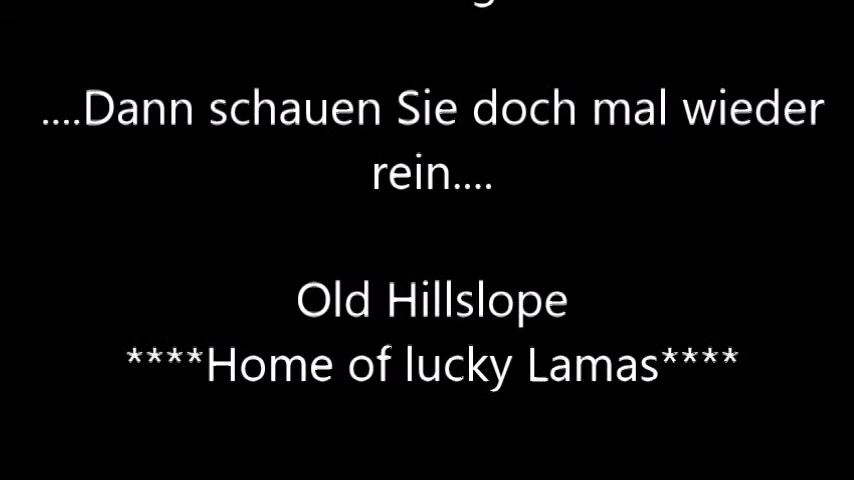 ....Dann schauen Sie doch mal wieder
rein....
Old Hillslope
****Home of lucky Lamas****